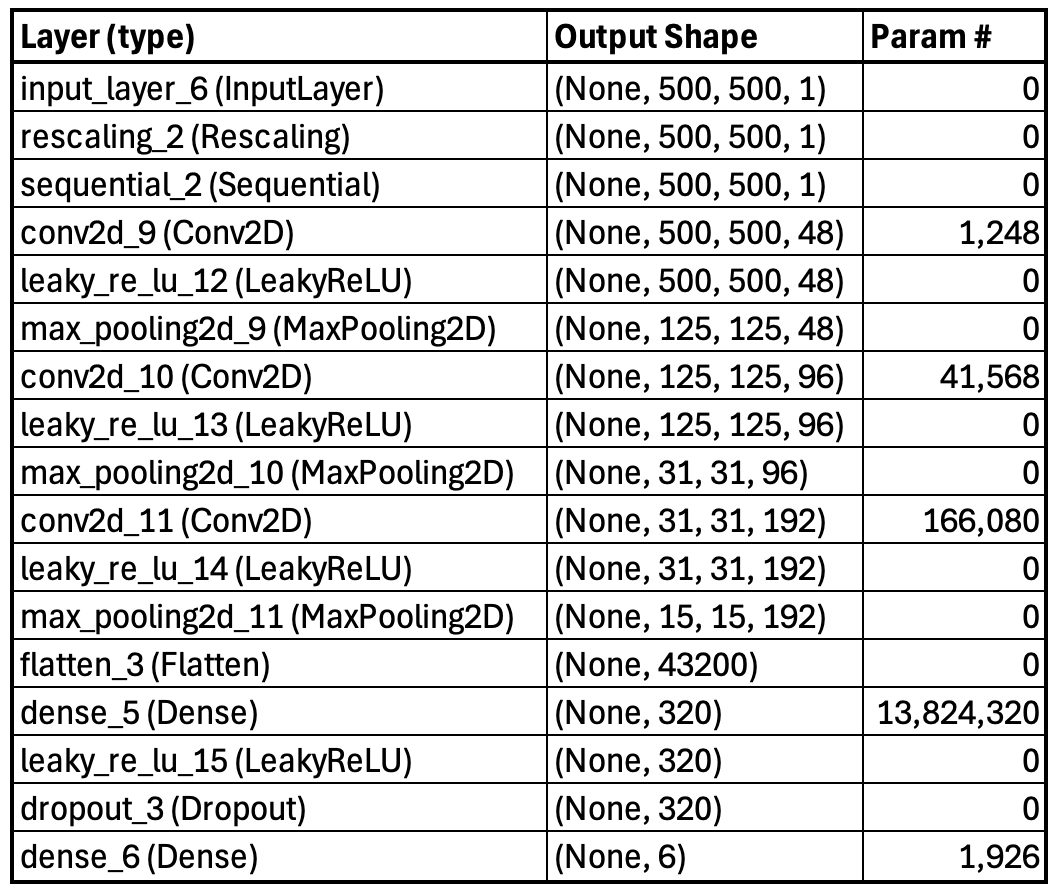 Layer (type) Output Shape Param #
input_layer_6 (InputLayer) (None, 500, 500, 1) 0
rescaling_2 (Rescaling) (None, 500, 500, 1) 0
sequential_2 (Sequential) (None, 500, 500, 1) 0
conv2d_9 (Conv2D) (None, 500, 500, 48) 1,248
leaky_re_lu_12 (LeakyReLU) (None, 500, 500, 48) 0
max_pooling2d_9 (MaxPooling2D) (None, 125, 125, 48) 0
conv2d_10 (Conv2D) (None, 125, 125, 96) 41,568
leaky_re_lu_13 (LeakyReLU) (None, 125, 125, 96) 0
max_pooling2d_10 (MaxPooling2D) (None, 31, 31, 96) 0
conv2d_11 (Conv2D) (None, 31, 31, 192) 166,080
leaky_re_lu_14 (LeakyReLU) (None, 31, 31, 192) 0
max_pooling2d_11 (MaxPooling2D) (None, 15, 15, 192) 0
flatten_3 (Flatten) (None, 43200) 0
dense_5 (Dense) (None, 320) 13,824,320
leaky_re_lu_15 (LeakyReLU) (None, 320) 0
dropout_3 (Dropout) (None, 320) 0
dense_6 (Dense) (None, 6) 1,926